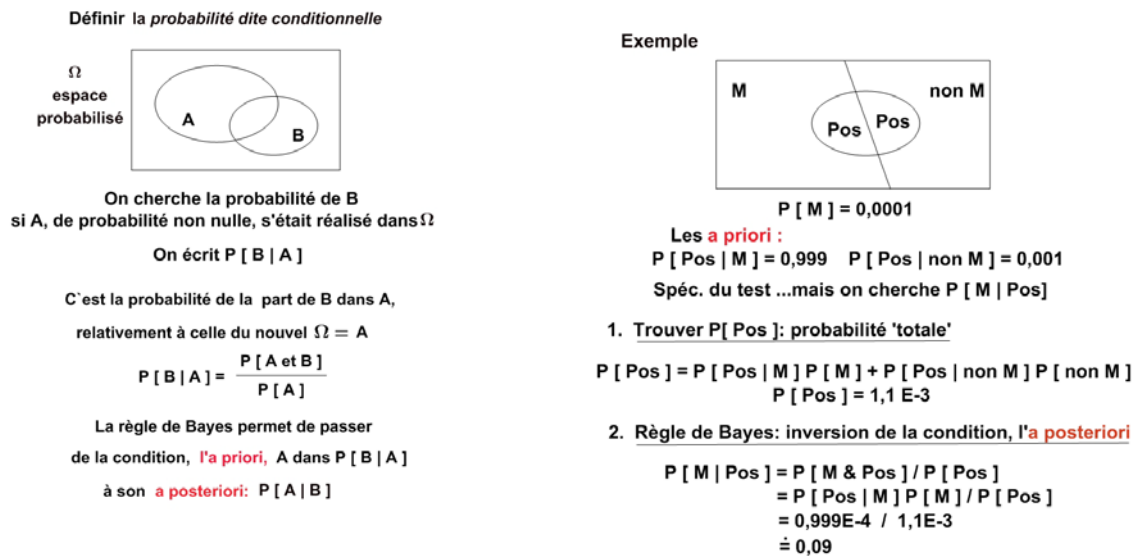 Définir la probabilité dite conditionnelle
Ω
espace
probabilisé
A
B
On cherche la probabilité de B
si A, de probabilité non nulle, s'était réalisé dans Ω
On écrit P [ B | A ]
C`est la probabilité de la part de B dans A,
relativement à celle du nouvel Ω = A
P [ B | A ] = P [ A et B ] / P [ A ]
La règle de Bayes permet de passer
de la condition, l'a priori, A dans P [ B | A ]
à son a posteriori: P [ A | B ]
Exemple
M
non M
Pos
Pos
P [ M ] = 0,0001
Les a priori :
P [ Pos | M ] = 0,999 P [ Pos | non M ] = 0,001
Spéc. du test ...mais on cherche P [ M | Pos]
1. Trouver P[ Pos ]: probabilité 'totale'
P [ Pos ] = P [ Pos | M ] P [ M ] + P [ Pos | non M ] P [ non M ]
P [ Pos ] = 1,1 E-3
2. Règle de Bayes: inversion de la condition, l'a posteriori
P [ M | Pos ] = P [ M & Pos ] / P [ Pos ]
= P [ Pos | M ] P [ M ] / P [ Pos ]
= 0,999E-4 / 1,1E-3
≐ 0,09